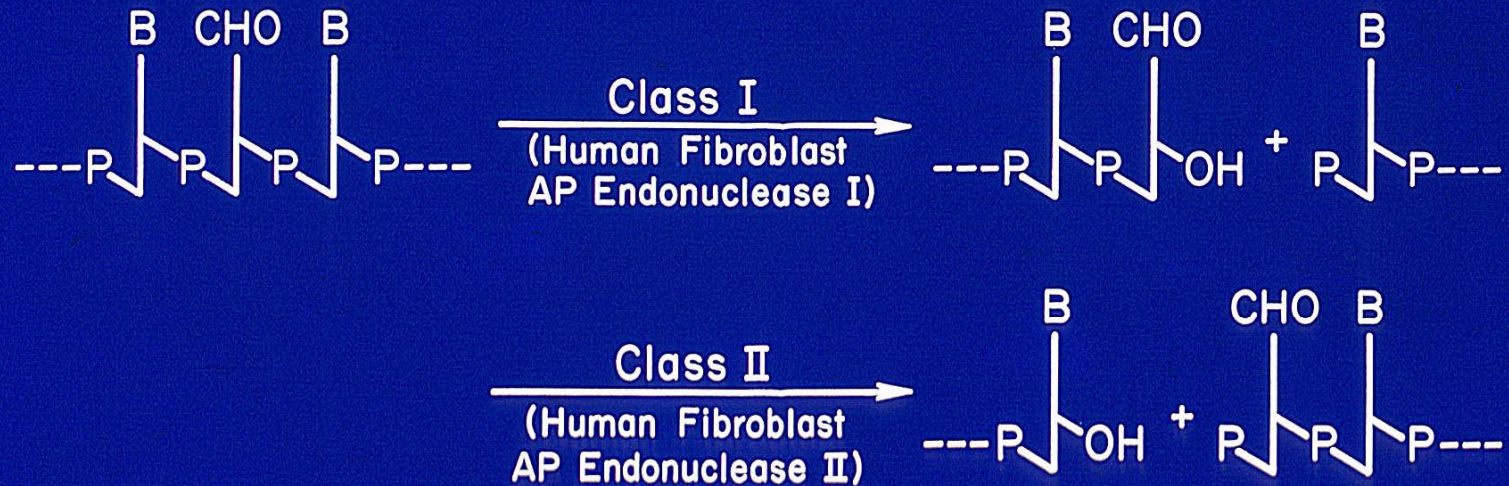 B CHO B
---P P P P---
Class I
(Human Fibroblast
AP Endonuclease I)
B CHO B
---P P OH + P P---
Class II
(Human Fibroblast
AP Endonuclease II)
B CHO B
---P OH + P P P---